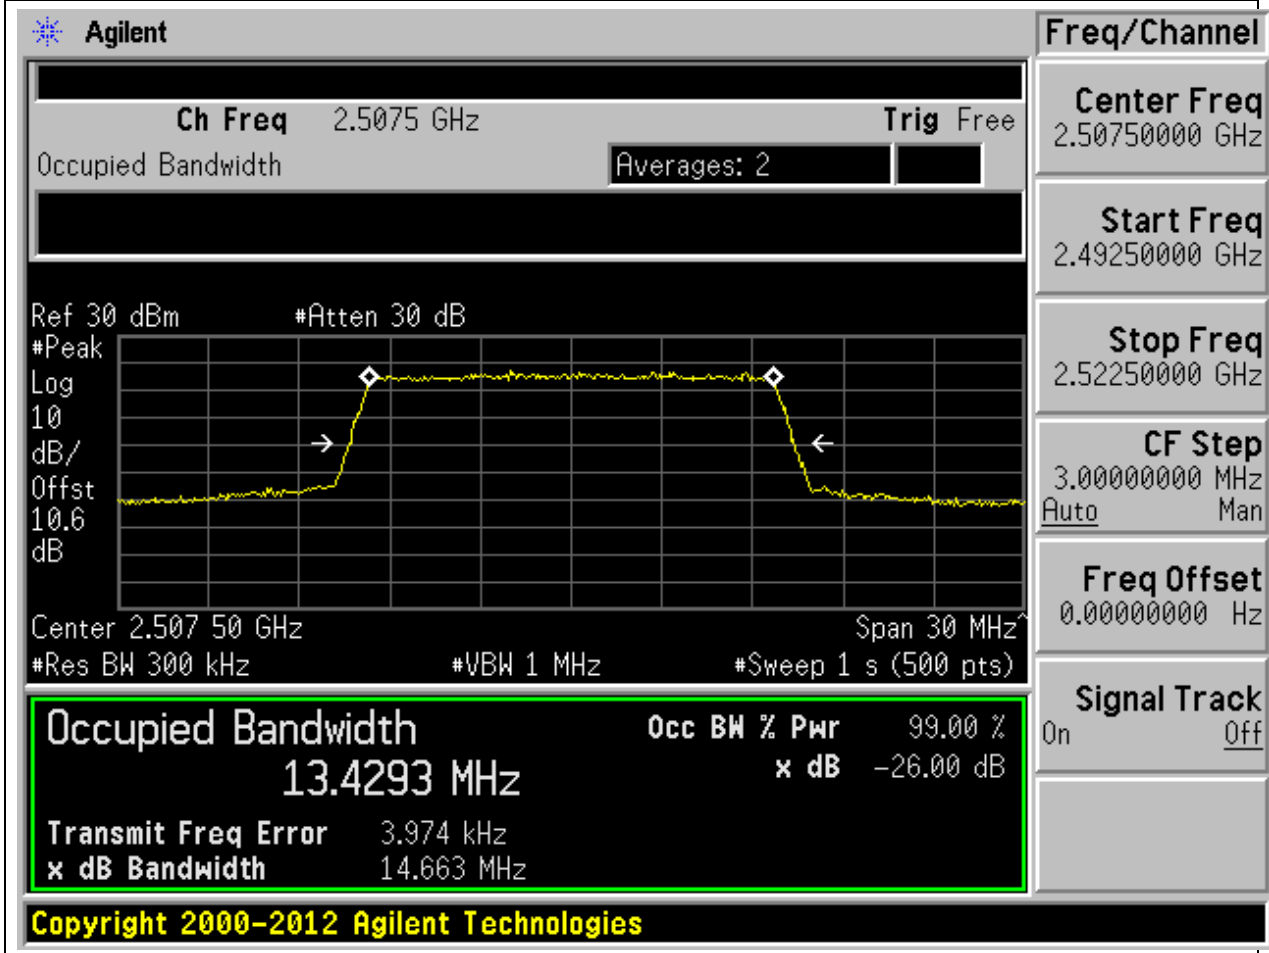 Agilent
Freq/Channel
Ch Freq 2.5075 GHz Trig Free
Occupied Bandwidth Averages: 2
Center Freq
2.50750000 GHz
Start Freq
2.49250000 GHz
Stop Freq
2.52250000 GHz
CF Step
3.00000000 MHz
Auto Man
Freq Offset
0.00000000 Hz
Signal Track
On Off
Ref 30 dBm #Atten 30 dB
#Peak
Log
10
dB/
Offst
10.6
dB
Center 2.507 50 GHz Span 30 MHz^
#Res BW 300 kHz #VBW 1 MHz #Sweep 1 s (500 pts)
Occupied Bandwidth Occ BW % Pwr 99.00 %
13.4293 MHz x dB -26.00 dB
Transmit Freq Error 3.974 kHz
x dB Bandwidth 14.663 MHz
Copyright 2000-2012 Agilent Technologies